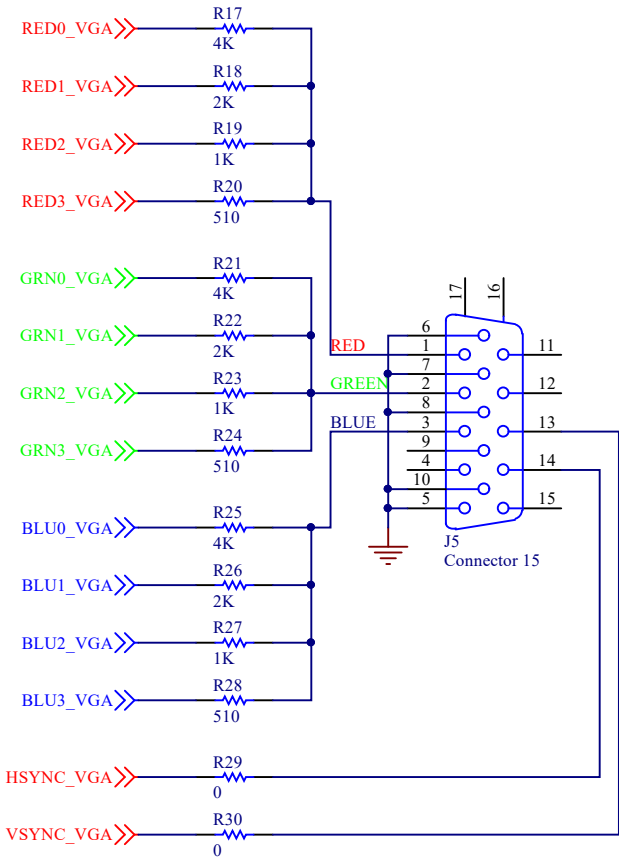 R17
RED0_VGA
4K
R18
RED1_VGA
2K
R19
RED2_VGA
1K
R20
RED3_VGA
510
R21
GRN0_VGA
4K
R22
GRN1_VGA
2K
R23
GRN2_VGA
1K
R24
GRN3_VGA
510
R25
BLU0_VGA
4K
R26
BLU1_VGA
2K
R27
BLU2_VGA
1K
R28
BLU3_VGA
510
R29
HSYNC_VGA
0
R30
VSYNC_VGA
0
RED
GREEN
BLUE
17
16
6
1
7
2
8
3
9
4
10
5
11
12
13
14
15
J5
Connector 15